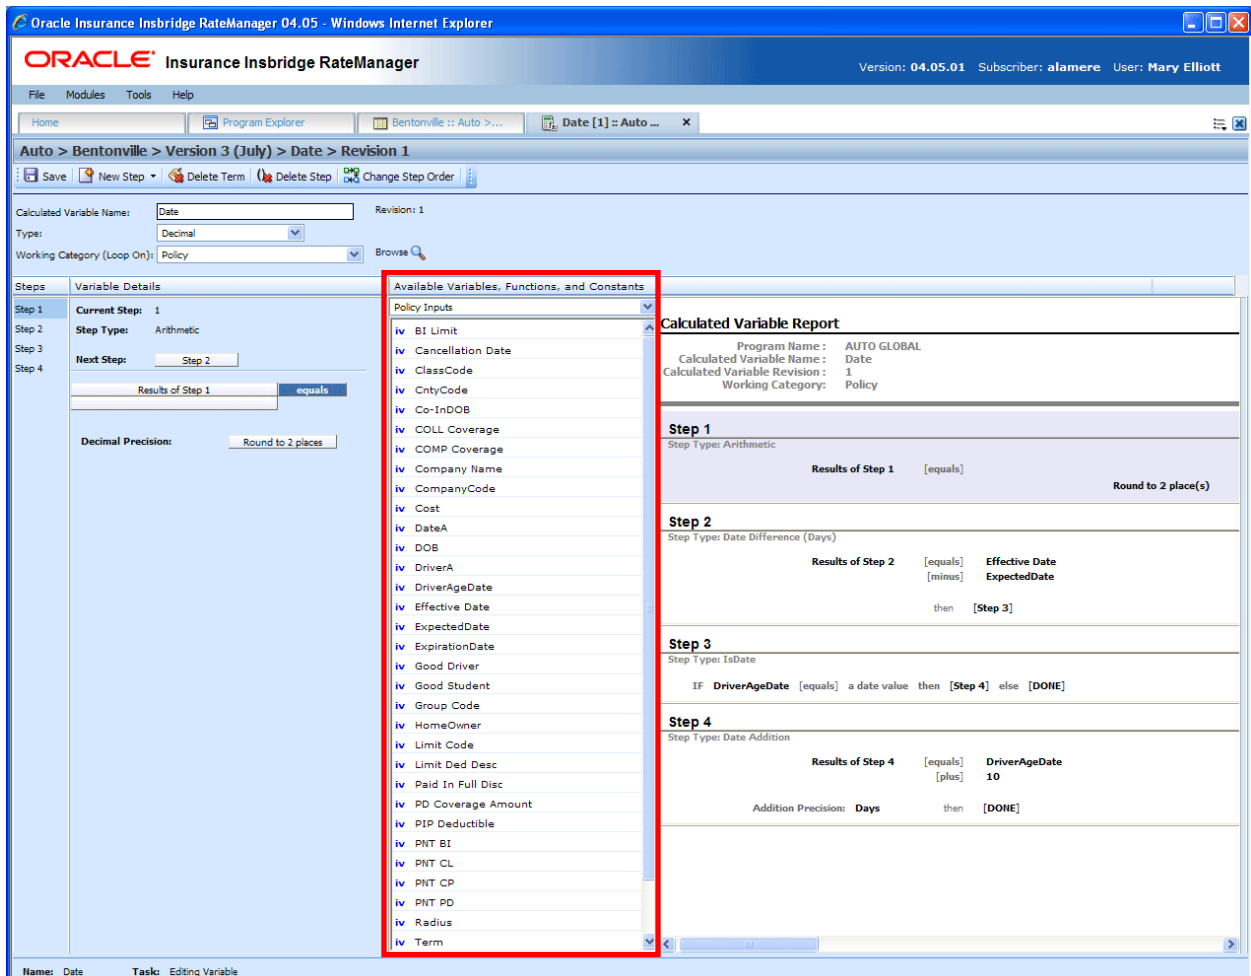 Oracle Insurance Insbridge RateManager 04.05 - Windows Internet Explorer
ORACLE Insurance Insbridge RateManager
Version: 04.05.01 Subscriber: alamere User: Mary Elliott
File Modules Tools Help
Home Program Explorer Bentonville :: Auto >... Date [1] :: Auto ... x
Auto > Bentonville > Version 3 (July) > Date > Revision 1
Save New Step Delete Term Delete Step Change Step Order
Calculated Variable Name: Date Revision: 1
Type: Decimal
Working Category (Loop On): Policy Browse
Steps
Step 1
Step 2
Step 3
Step 4
Variable Details
Current Step: 1
Step Type: Arithmetic
Next Step: Step 2
Results of Step 1 equals
Decimal Precision: Round to 2 places
Available Variables, Functions, and Constants
Policy Inputs
iv BI Limit
iv Cancellation Date
iv ClassCode
iv CntyCode
iv Co-InDOB
iv COLL Coverage
iv COMP Coverage
iv Company Name
iv CompanyCode
iv Cost
iv DateA
iv DOB
iv DriverA
iv DriverAgeDate
iv Effective Date
iv ExpectedDate
iv ExpirationDate
iv Good Driver
iv Good Student
iv Group Code
iv HomeOwner
iv Limit Code
iv Limit Ded Desc
iv Paid In Full Disc
iv PD Coverage Amount
iv PIP Deductible
iv PNT BI
iv PNT CL
iv PNT CP
iv PNT PD
iv Radius
iv Term
Calculated Variable Report
Program Name : AUTO GLOBAL
Calculated Variable Name : Date
Calculated Variable Revision : 1
Working Category: Policy
Step 1
Step Type: Arithmetic
Results of Step 1 [equals]
Round to 2 place(s)
Step 2
Step Type: Date Difference (Days)
Results of Step 2 [equals] Effective Date
[minus] ExpectedDate
then [Step 3]
Step 3
Step Type: IsDate
IF DriverAgeDate [equals] a date value then [Step 4] else [DONE]
Step 4
Step Type: Date Addition
Results of Step 4 [equals] DriverAgeDate
[plus] 10
Addition Precision: Days then [DONE]
Name: Date Task: Editing Variable